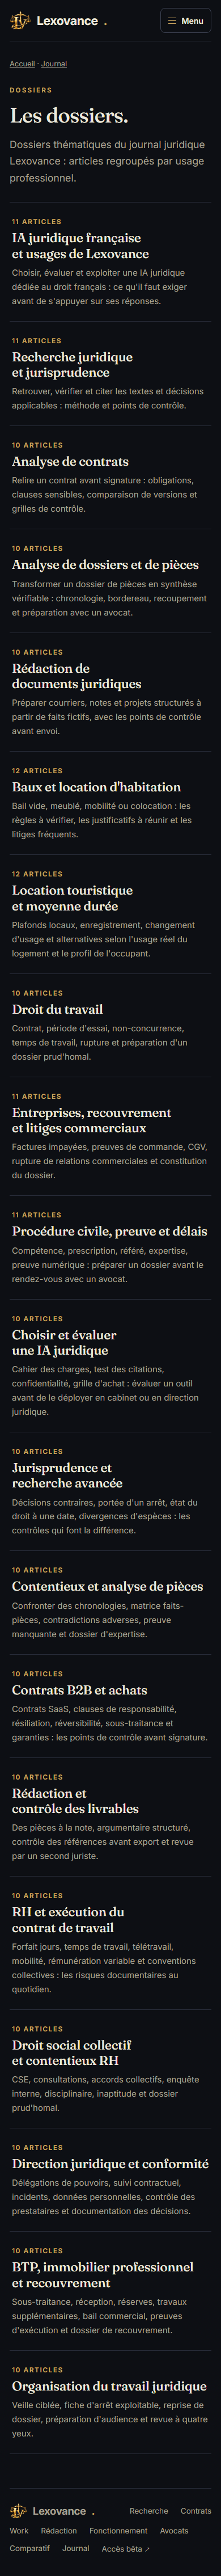 Lexovance.
Menu
Accueil · Journal
DOSSIERS
Les dossiers.
Dossiers thématiques du journal juridique
Lexovance : articles regroupés par usage
professionnel.
11 ARTICLES
IA juridique française
et usages de Lexovance
Choisir, évaluer et exploiter une IA juridique
dédiée au droit français : ce qu'il faut exiger
avant de s'appuyer sur ses réponses.
11 ARTICLES
Recherche juridique
et jurisprudence
Retrouver, vérifier et citer les textes et décisions
applicables : méthode et points de contrôle.
10 ARTICLES
Analyse de contrats
Relire un contrat avant signature : obligations,
clauses sensibles, comparaison de versions et
grilles de contrôle.
10 ARTICLES
Analyse de dossiers et de pièces
Transformer un dossier de pièces en synthèse
vérifiable : chronologie, bordereau, recoupement
et préparation avec un avocat.
10 ARTICLES
Rédaction de
documents juridiques
Préparer courriers, notes et projets structurés à
partir de faits fictifs, avec les points de contrôle
avant envoi.
12 ARTICLES
Baux et location d'habitation
Bail vide, meublé, mobilité ou colocation : les
règles à vérifier, les justificatifs à réunir et les
litiges fréquents.
12 ARTICLES
Location touristique
et moyenne durée
Plafonds locaux, enregistrement, changement
d'usage et alternatives selon l'usage réel du
logement et le profil de l'occupant.
10 ARTICLES
Droit du travail
Contrat, période d'essai, non-concurrence,
temps de travail, rupture et préparation d'un
dossier prud'homal.
11 ARTICLES
Entreprises, recouvrement
et litiges commerciaux
Factures impayées, preuves de commande, CGV,
rupture de relations commerciales et constitution
du dossier.
11 ARTICLES
Procédure civile, preuve et délais
Compétence, prescription, référé, expertise,
preuve numérique : préparer un dossier avant le
rendez-vous avec un avocat.
10 ARTICLES
Choisir et évaluer
une IA juridique
Cahier des charges, test des citations,
confidentialité, grille d'achat : évaluer un outil
avant de le déployer en cabinet ou en direction
juridique.
10 ARTICLES
Jurisprudence et
recherche avancée
Décisions contraires, portée d'un arrêt, état du
droit à une date, divergences d'espèces : les
contrôles qui font la différence.
10 ARTICLES
Contentieux et analyse de pièces
Confronter des chronologies, matrice faits-
pièces, contradictions adverses, preuve
manquante et dossier d'expertise.
10 ARTICLES
Contrats B2B et achats
Contrats SaaS, clauses de responsabilité,
résiliation, réversibilité, sous-traitance et
garanties : les points de contrôle avant signature.
10 ARTICLES
Rédaction et
contrôle des livrables
Des pièces à la note, argumentaire structuré,
contrôle des références avant export et revue
par un second juriste.
10 ARTICLES
RH et exécution du
contrat de travail
Forfait jours, temps de travail, télétravail,
mobilité, rémunération variable et conventions
collectives : les risques documentaires au
quotidien.
10 ARTICLES
Droit social collectif
et contentieux RH
CSE, consultations, accords collectifs, enquête
interne, disciplinaire, inaptitude et dossier
prud'homal.
10 ARTICLES
Direction juridique et conformité
Délégations de pouvoirs, suivi contractuel,
incidents, données personnelles, contrôle des
prestataires et documentation des décisions.
10 ARTICLES
BTP, immobilier professionnel
et recouvrement
Sous-traitance, réception, réserves, travaux
supplémentaires, bail commercial, preuves
d'exécution et dossier de recouvrement.
10 ARTICLES
Organisation du travail juridique
Veille ciblée, fiche d'arrêt exploitable, reprise de
dossier, préparation d'audience et revue à quatre
yeux.
Lexovance.
Recherche Contrats
Work Rédaction Fonctionnement Avocats
Comparatif Journal Accès bêta ↗